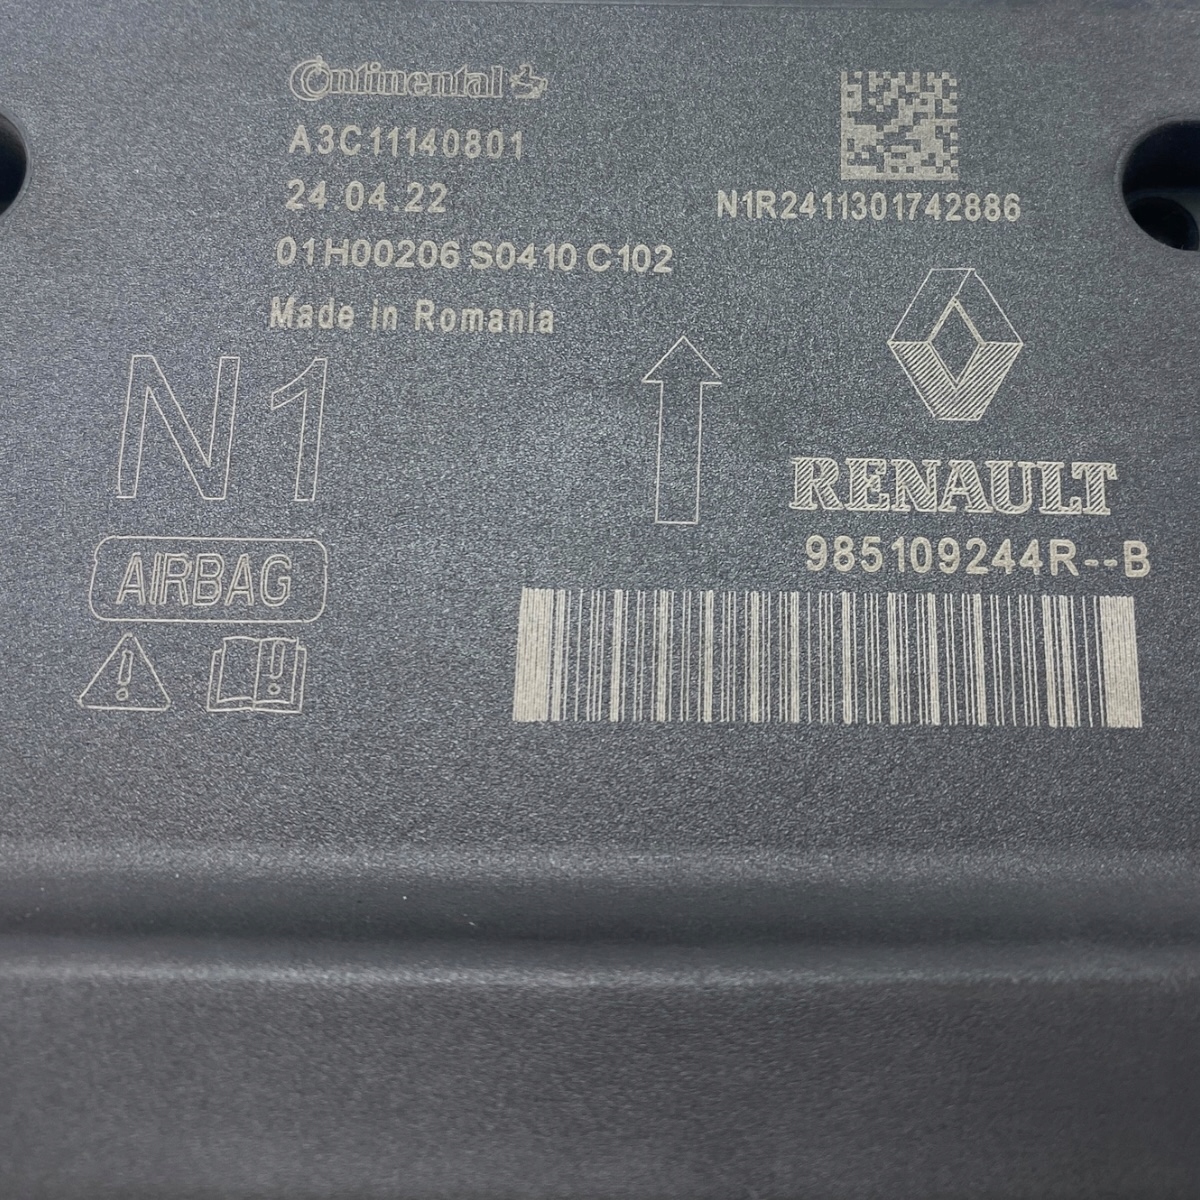 Continental
A3C11140801
24 04.22
01H00206 S0410 C102
Made in Romania
N1R2411301742886
N1
RENAULT
985109244R--B
AIRBAG